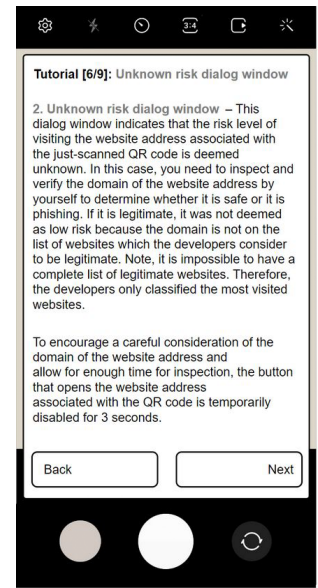 3:4
Tutorial [6/9]: Unknown risk dialog window
2. Unknown risk dialog window – This
dialog window indicates that the risk level of
visiting the website address associated with
the just-scanned QR code is deemed
unknown. In this case, you need to inspect and
verify the domain of the website address by
yourself to determine whether it is safe or it is
phishing. If it is legitimate, it was not deemed
as low risk because the domain is not on the
list of websites which the developers consider
to be legitimate. Note, it is impossible to have a
complete list of legitimate websites. Therefore,
the developers only classified the most visited
websites.
To encourage a careful consideration of the
domain of the website address and
allow for enough time for inspection, the button
that opens the website address
associated with the QR code is temporarily
disabled for 3 seconds.
Back Next